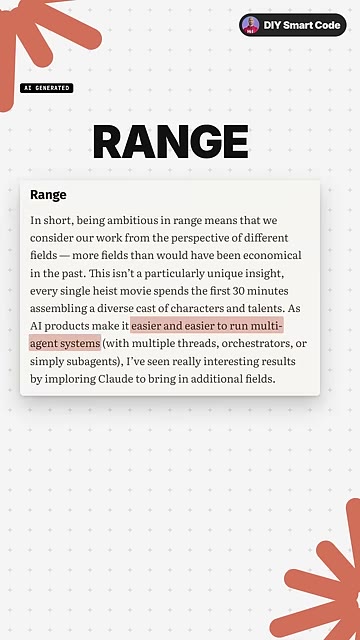 DIY Smart Code
AI GENERATED
RANGE
Range
In short, being ambitious in range means that we
consider our work from the perspective of different
fields — more fields than would have been economical
in the past. This isn't a particularly unique insight,
every single heist movie spends the first 30 minutes
assembling a diverse cast of characters and talents. As
AI products make it easier and easier to run multi-
agent systems (with multiple threads, orchestrators, or
simply subagents), I've seen really interesting results
by imploring Claude to bring in additional fields.